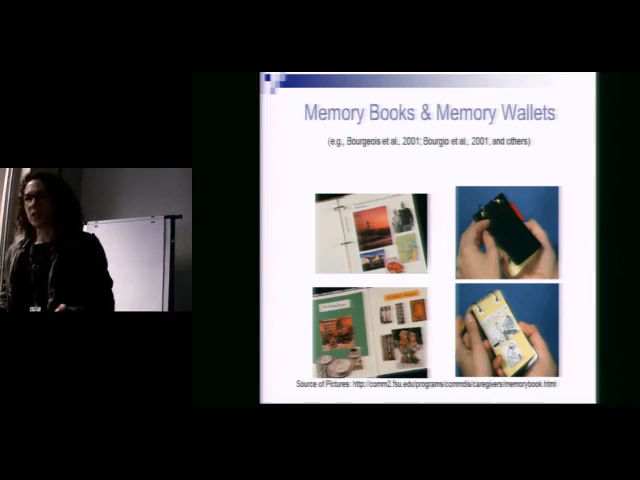 Memory Books & Memory Wallets
(e.g., Bourgeois et al., 2001; Bourgio et al., 2001, and others)
Source of Pictures: http://comm2.fsu.edu/programs/commdis/caregivers/memorybook.html